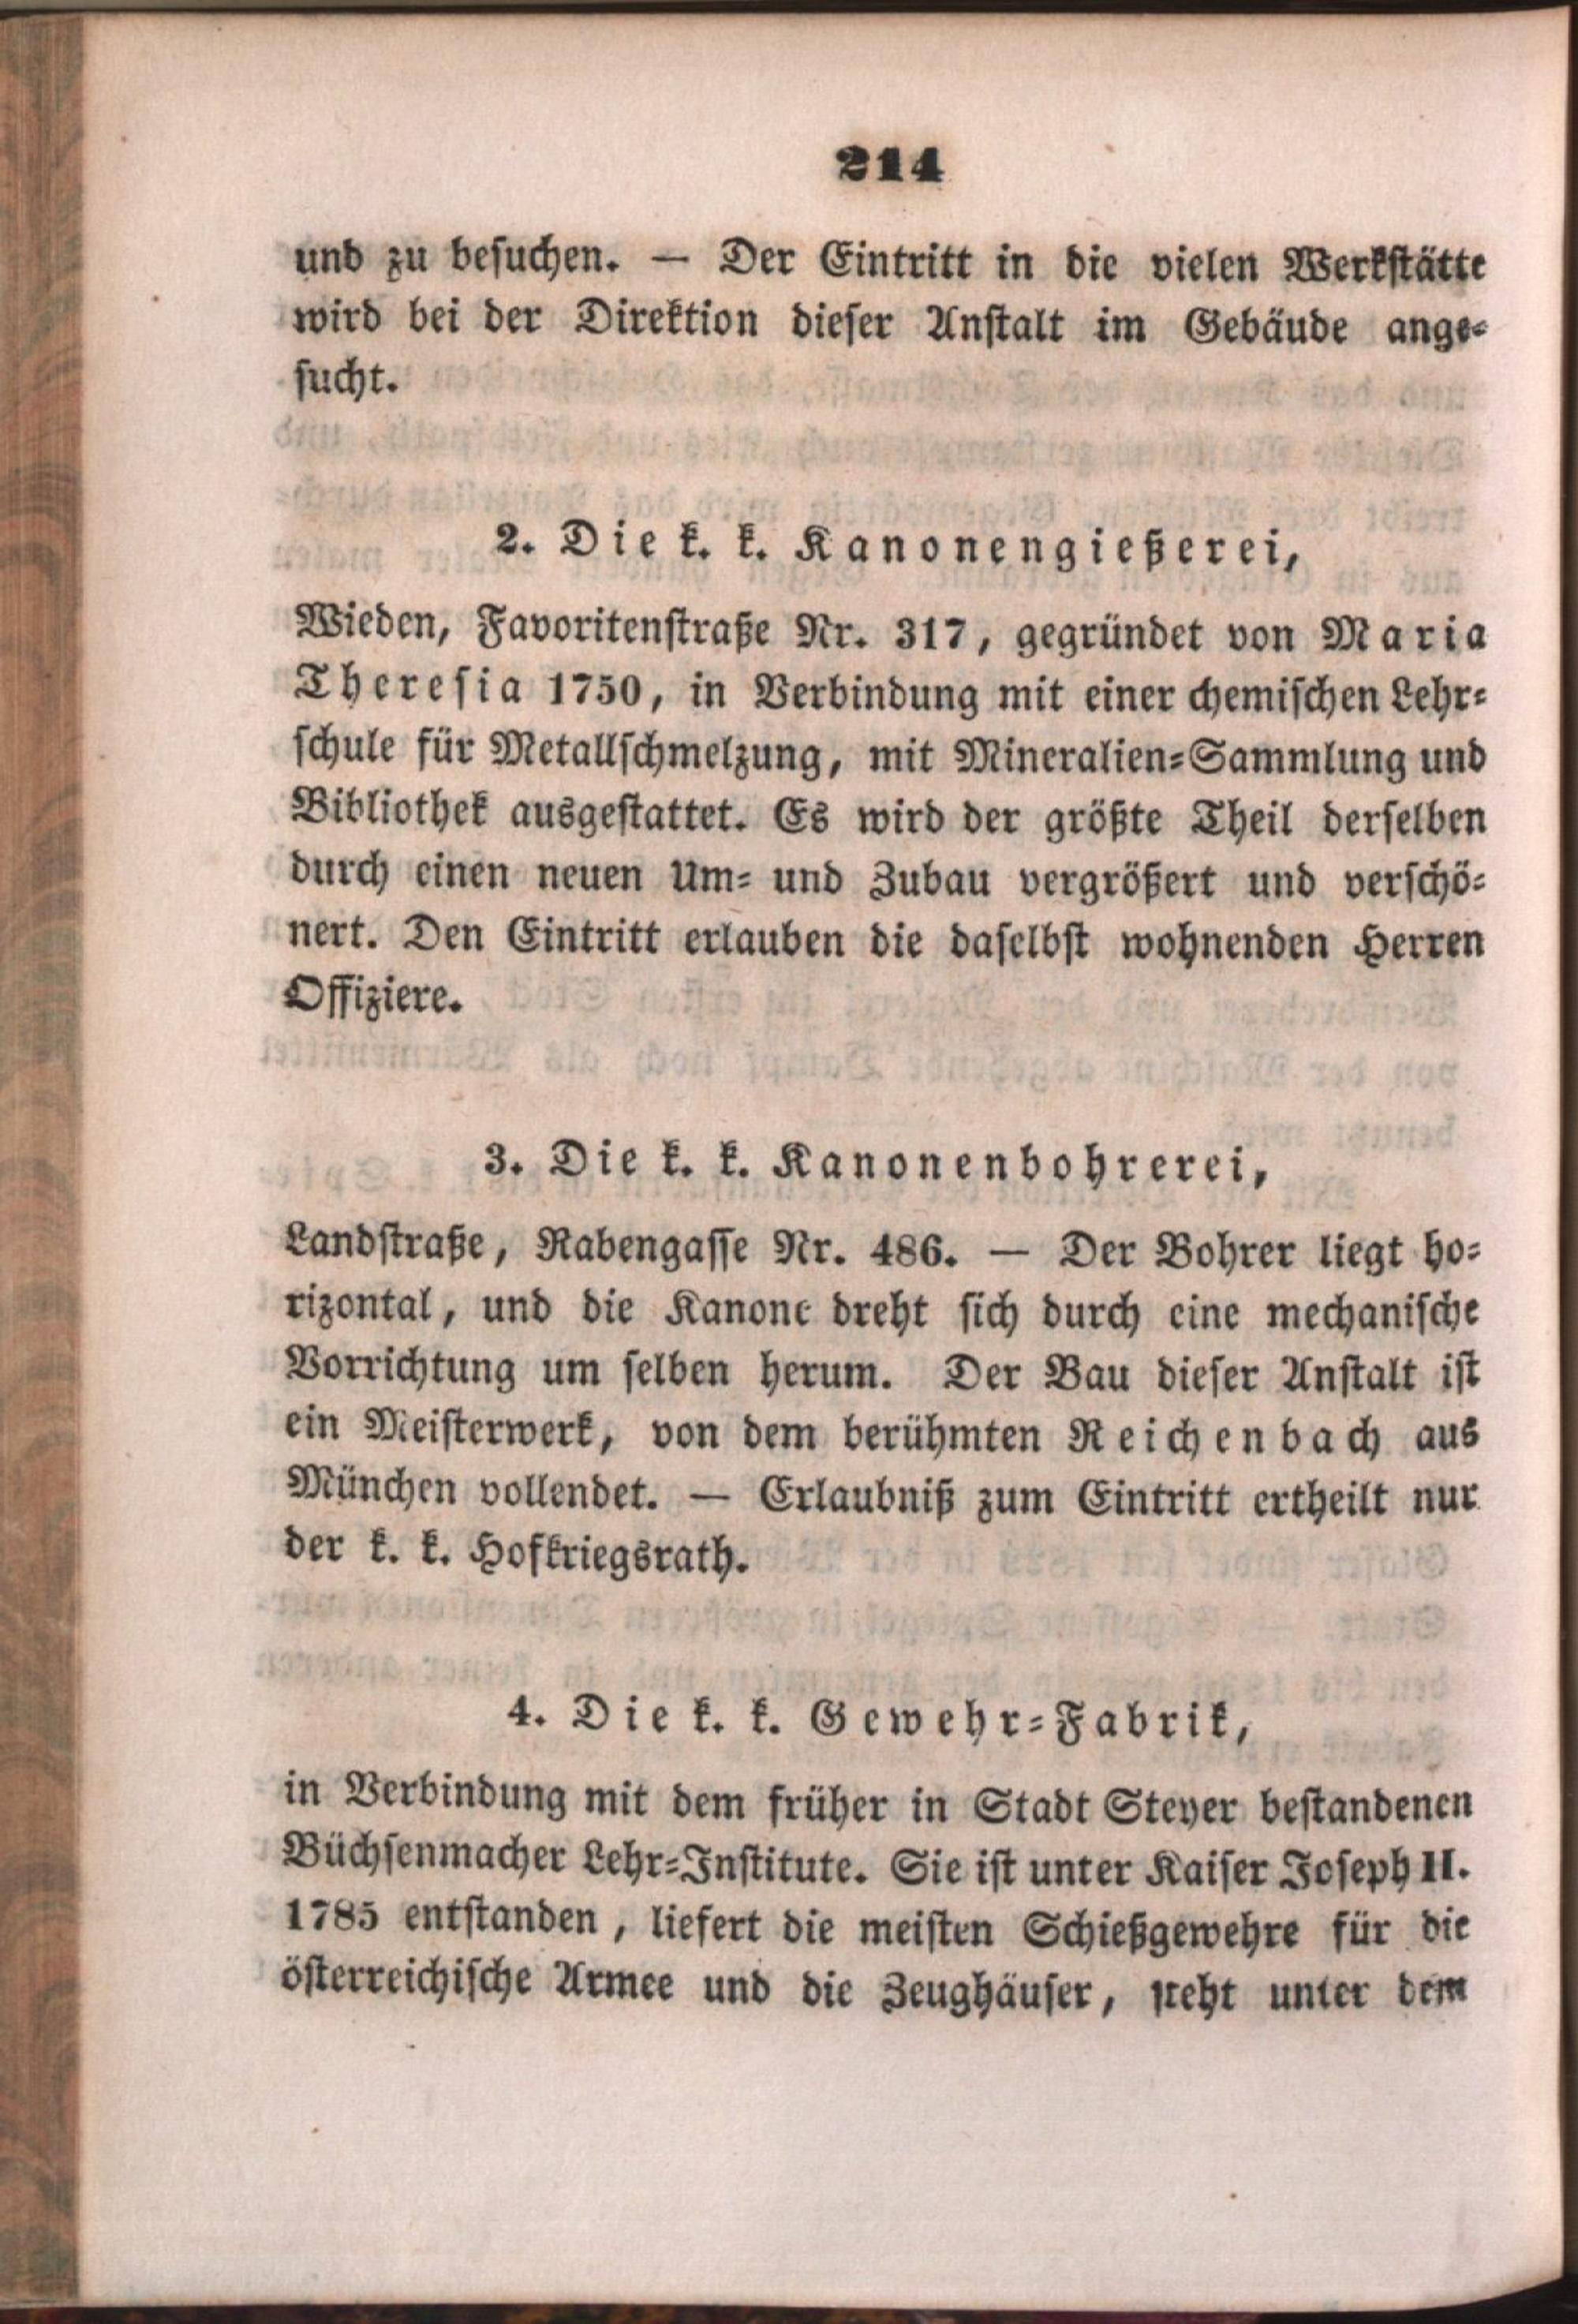 214
und zu besuchen. — Der Eintritt in die vielen Werkstätte
wird bei der Direktion dieser Anstalt im Gebäude ange-
sucht.
2. Die k. k. Kanonengießerei,
Wieden, Favoritenstraße Nr. 317, gegründet von Maria
Theresia 1750, in Verbindung mit einer chemischen Lehr-
schule für Metallschmelzung, mit Mineralien-Sammlung und
Bibliothek ausgestattet. Es wird der größte Theil derselben
durch einen neuen Um- und Zubau vergrößert und verschö-
nert. Den Eintritt erlauben die daselbst wohnenden Herren
Offiziere.
3. Die k. k. Kanonenbohrerei,
Landstraße, Rabengasse Nr. 486. — Der Bohrer liegt ho-
rizontal, und die Kanone dreht sich durch eine mechanische
Vorrichtung um selben herum. Der Bau dieser Anstalt ist
ein Meisterwerk, von dem berühmten Reichenbach aus
München vollendet. — Erlaubniß zum Eintritt ertheilt nur
der k. k. Hofkriegsrath.
4. Die k. k. Gewehr-Fabrik,
in Verbindung mit dem früher in Stadt Steyer bestandenen
Büchsenmacher Lehr-Institute. Sie ist unter Kaiser Joseph II.
1785 entstanden, liefert die meisten Schießgewehre für die
österreichische Armee und die Zeughäuser, steht unter dem